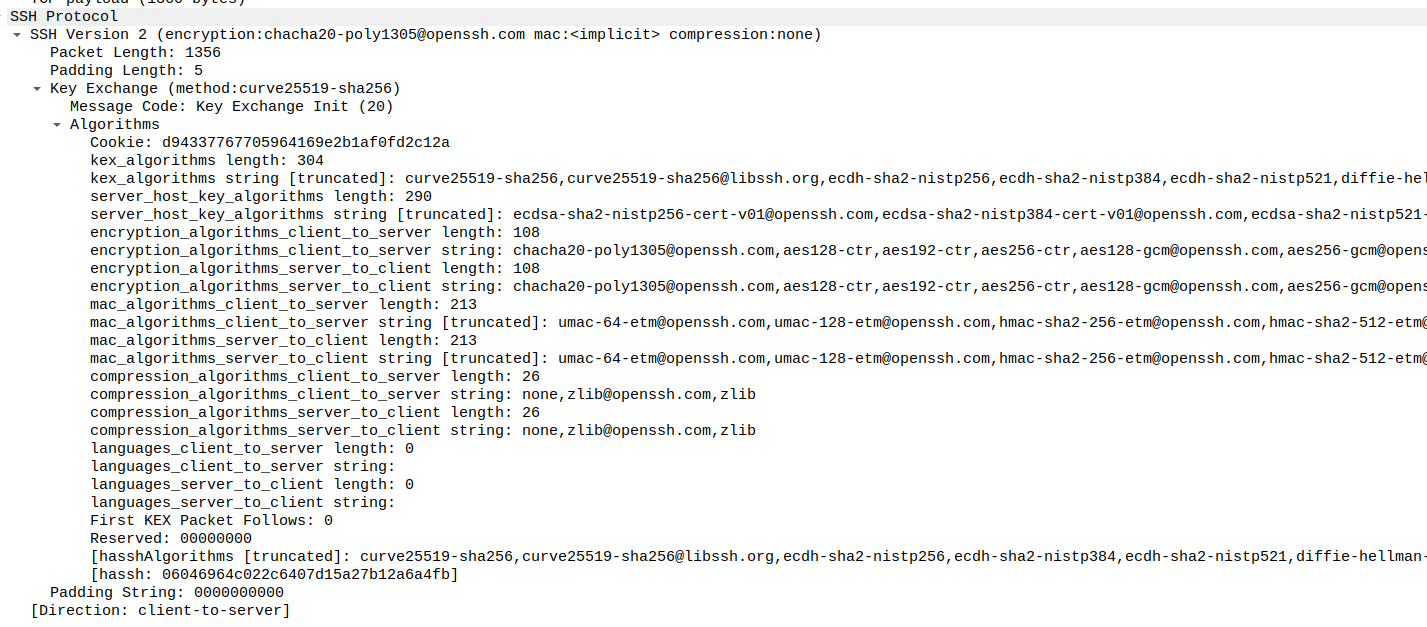 TCP payload (1360 bytes)
SSH Protocol
SSH Version 2 (encryption:chacha20-poly1305@openssh.com mac:<implicit> compression:none)
Packet Length: 1356
Padding Length: 5
Key Exchange (method:curve25519-sha256)
Message Code: Key Exchange Init (20)
Algorithms
Cookie: d94337767705964169e2b1af0fd2c12a
kex_algorithms length: 304
kex_algorithms string [truncated]: curve25519-sha256,curve25519-sha256@libssh.org,ecdh-sha2-nistp256,ecdh-sha2-nistp384,ecdh-sha2-nistp521,diffie-hel
server_host_key_algorithms length: 290
server_host_key_algorithms string [truncated]: ecdsa-sha2-nistp256-cert-v01@openssh.com,ecdsa-sha2-nistp384-cert-v01@openssh.com,ecdsa-sha2-nistp521-
encryption_algorithms_client_to_server length: 108
encryption_algorithms_client_to_server string: chacha20-poly1305@openssh.com,aes128-ctr,aes192-ctr,aes256-ctr,aes128-gcm@openssh.com,aes256-gcm@opens
encryption_algorithms_server_to_client length: 108
encryption_algorithms_server_to_client string: chacha20-poly1305@openssh.com,aes128-ctr,aes192-ctr,aes256-ctr,aes128-gcm@openssh.com,aes256-gcm@opens
mac_algorithms_client_to_server length: 213
mac_algorithms_client_to_server string [truncated]: umac-64-etm@openssh.com,umac-128-etm@openssh.com,hmac-sha2-256-etm@openssh.com,hmac-sha2-512-etm@
mac_algorithms_server_to_client length: 213
mac_algorithms_server_to_client string [truncated]: umac-64-etm@openssh.com,umac-128-etm@openssh.com,hmac-sha2-256-etm@openssh.com,hmac-sha2-512-etm@
compression_algorithms_client_to_server length: 26
compression_algorithms_client_to_server string: none,zlib@openssh.com,zlib
compression_algorithms_server_to_client length: 26
compression_algorithms_server_to_client string: none,zlib@openssh.com,zlib
languages_client_to_server length: 0
languages_client_to_server string:
languages_server_to_client length: 0
languages_server_to_client string:
First KEX Packet Follows: 0
Reserved: 00000000
[hasshAlgorithms [truncated]: curve25519-sha256,curve25519-sha256@libssh.org,ecdh-sha2-nistp256,ecdh-sha2-nistp384,ecdh-sha2-nistp521,diffie-hellman-
[hassh: 06046964c022c6407d15a27b12a6a4fb]
Padding String: 0000000000
[Direction: client-to-server]